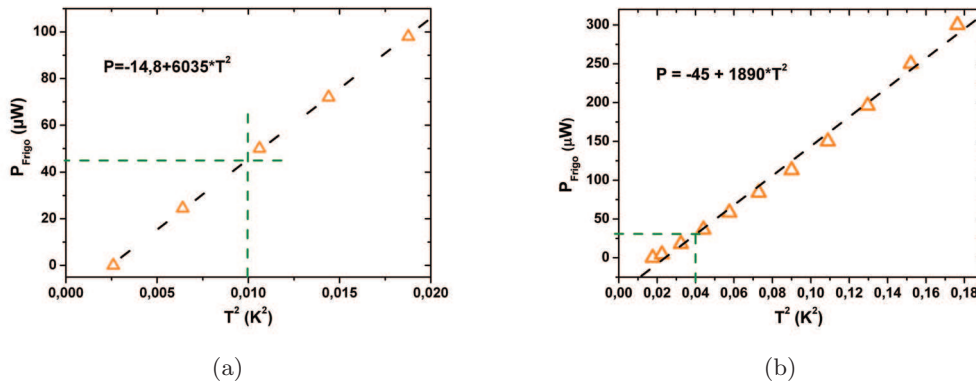 100
80
60
40
20
0
P_Frigo (μW)
P=-14,8+6035*T²
0,000 0,005 0,010 0,015 0,020
T² (K²)
(a)
300
250
200
150
100
50
0
P_Frigo (μW)
P = -45 + 1890*T²
0,00 0,02 0,04 0,06 0,08 0,10 0,12 0,14 0,16 0,18
T² (K²)
(b)